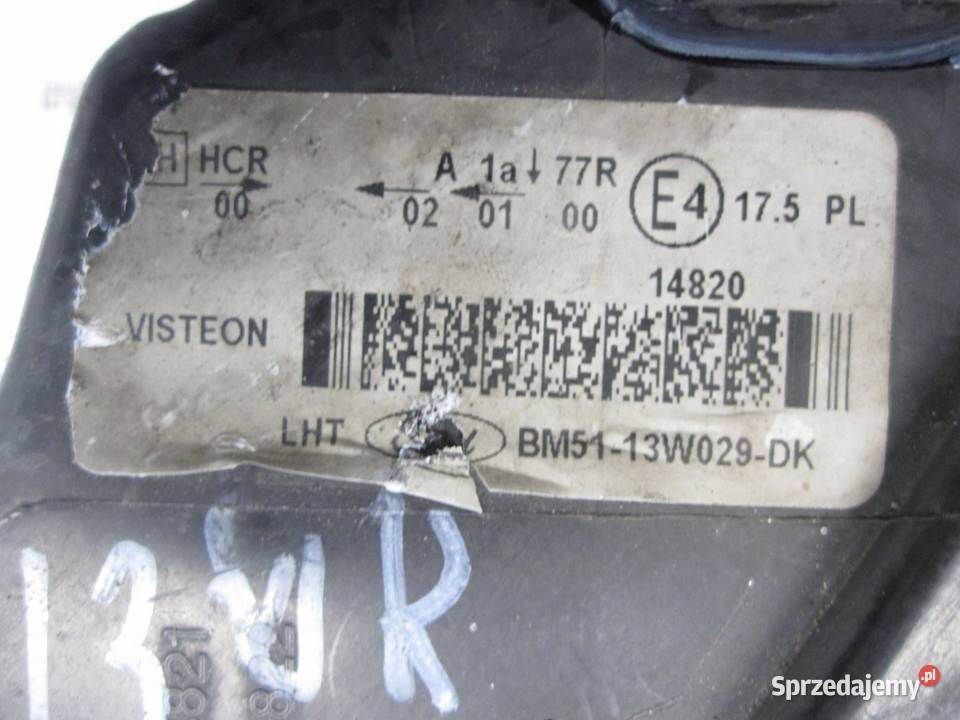 H HCR A 1a 77R E4 17.5 PL
00 02 01 00
14820
VISTEON
LHT BM51-13W029-DK
R
821
Sprzedajemy.pl